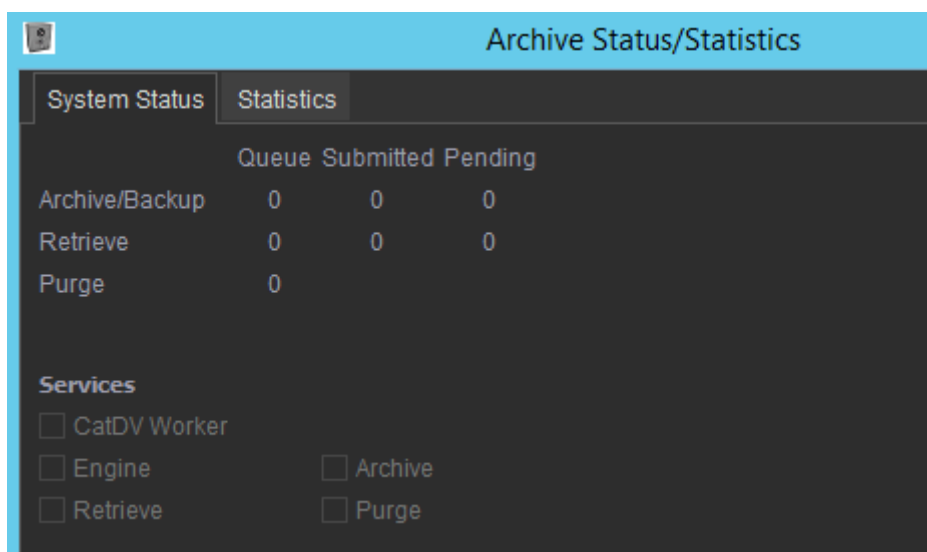 Archive Status/Statistics
System Status Statistics
Queue Submitted Pending
Archive/Backup 0 0 0
Retrieve 0 0 0
Purge 0
Services
CatDV Worker
Engine Archive
Retrieve Purge